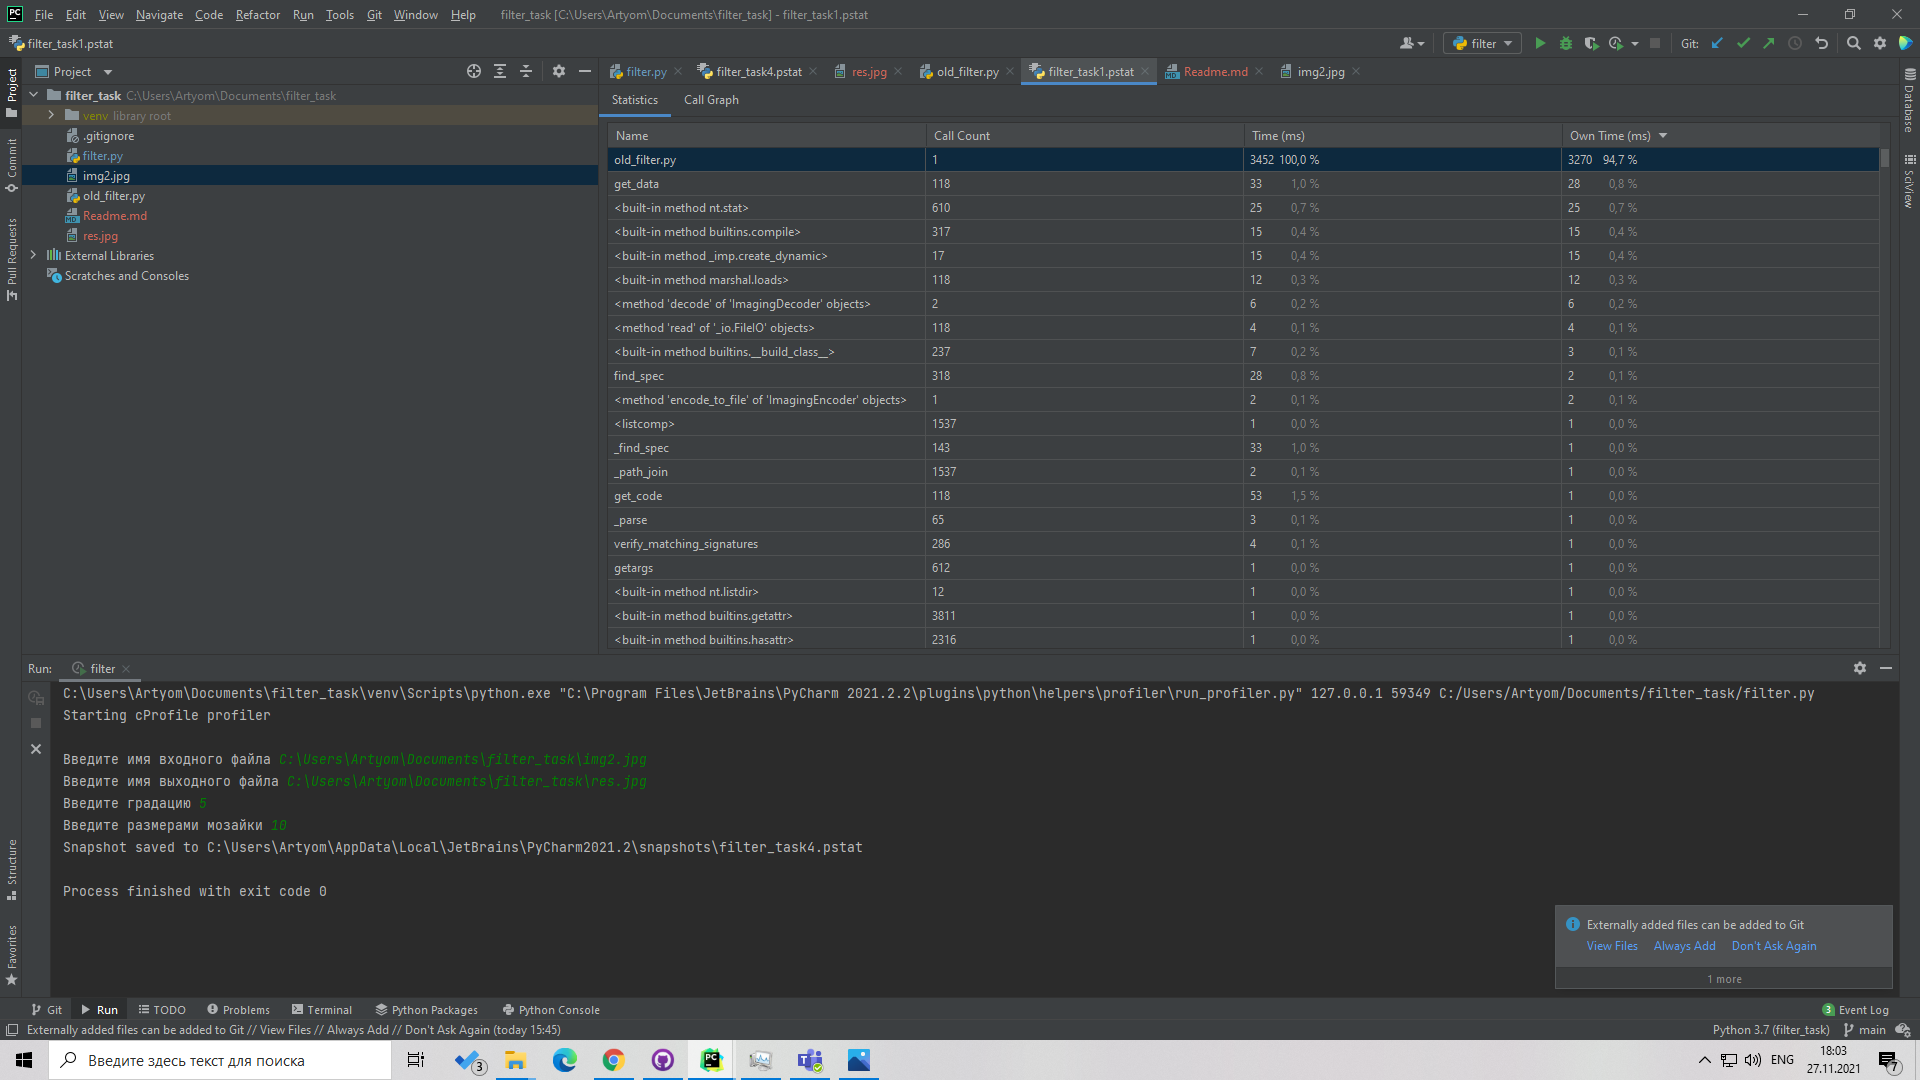 PC File Edit View Navigate Code Refactor Run Tools Git Window Help filter_task [C:\Users\Artyom\Documents\filter_task] - filter_task1.pstat
filter_task1.pstat filter Git:
Project filter.py filter_task4.pstat res.jpg old_filter.py filter_task1.pstat Readme.md img2.jpg
filter_task C:\Users\Artyom\Documents\filter_task
venv library root
.gitignore
filter.py
img2.jpg
old_filter.py
Readme.md
res.jpg
External Libraries
Scratches and Consoles
Project
Commit
Pull Requests
Structure
Favorites
Database
SciView
Statistics Call Graph
Name Call Count Time (ms) Own Time (ms)
old_filter.py 1 3452 100,0 % 3270 94,7 %
get_data 118 33 1,0 % 28 0,8 %
<built-in method nt.stat> 610 25 0,7 % 25 0,7 %
<built-in method builtins.compile> 317 15 0,4 % 15 0,4 %
<built-in method _imp.create_dynamic> 17 15 0,4 % 15 0,4 %
<built-in method marshal.loads> 118 12 0,3 % 12 0,3 %
<method 'decode' of 'ImagingDecoder' objects> 2 6 0,2 % 6 0,2 %
<method 'read' of '_io.FileIO' objects> 118 4 0,1 % 4 0,1 %
<built-in method builtins.__build_class__> 237 7 0,2 % 3 0,1 %
find_spec 318 28 0,8 % 2 0,1 %
<method 'encode_to_file' of 'ImagingEncoder' objects> 1 2 0,1 % 2 0,1 %
<listcomp> 1537 1 0,0 % 1 0,0 %
_find_spec 143 33 1,0 % 1 0,0 %
_path_join 1537 2 0,1 % 1 0,0 %
get_code 118 53 1,5 % 1 0,0 %
_parse 65 3 0,1 % 1 0,0 %
verify_matching_signatures 286 4 0,1 % 1 0,0 %
getargs 612 1 0,0 % 1 0,0 %
<built-in method nt.listdir> 12 1 0,0 % 1 0,0 %
<built-in method builtins.getattr> 3811 1 0,0 % 1 0,0 %
<built-in method builtins.hasattr> 2316 1 0,0 % 1 0,0 %
Run: filter
C:\Users\Artyom\Documents\filter_task\venv\Scripts\python.exe "C:\Program Files\JetBrains\PyCharm 2021.2.2\plugins\python\helpers\profiler\run_profiler.py" 127.0.0.1 59349 C:/Users/Artyom/Documents/filter_task/filter.py
Starting cProfile profiler
Введите имя входного файла C:\Users\Artyom\Documents\filter_task\img2.jpg
Введите имя выходного файла C:\Users\Artyom\Documents\filter_task\res.jpg
Введите градацию 5
Введите размерами мозайки 10
Snapshot saved to C:\Users\Artyom\AppData\Local\JetBrains\PyCharm2021.2\snapshots\filter_task4.pstat
Process finished with exit code 0
Externally added files can be added to Git
View Files Always Add Don't Ask Again
1 more
Git Run TODO Problems Terminal Python Packages Python Console 3 Event Log
Externally added files can be added to Git // View Files // Always Add // Don't Ask Again (today 15:45) Python 3.7 (filter_task) main
Введите здесь текст для поиска 3 PC ENG 18:03
27.11.2021 7